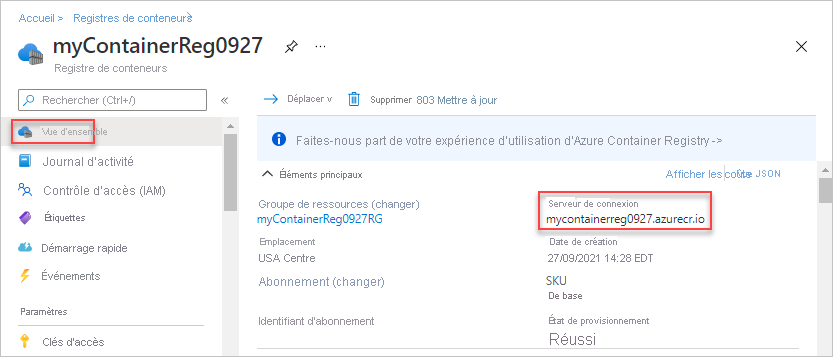 Accueil > Registres de conteneurs
myContainerReg0927 ...
Registre de conteneurs
Rechercher (Ctrl+/) «
Vue d'ensemble
Journal d'activité
Contrôle d'accès (IAM)
Étiquettes
Démarrage rapide
Événements
Paramètres
Clés d'accès
Déplacer v Supprimer 803 Mettre à jour
Faites-nous part de votre expérience d'utilisation d'Azure Container Registry ->
Éléments principaux
Afficher les JSON
Groupe de ressources (changer)
myContainerReg0927RG
Serveur de connexion
mycontainerreg0927.azurecr.io
Emplacement
USA Centre
Date de création
27/09/2021 14:28 EDT
Abonnement (changer)
SKU
De base
Identifiant d'abonnement
État de provisionnement
Réussi